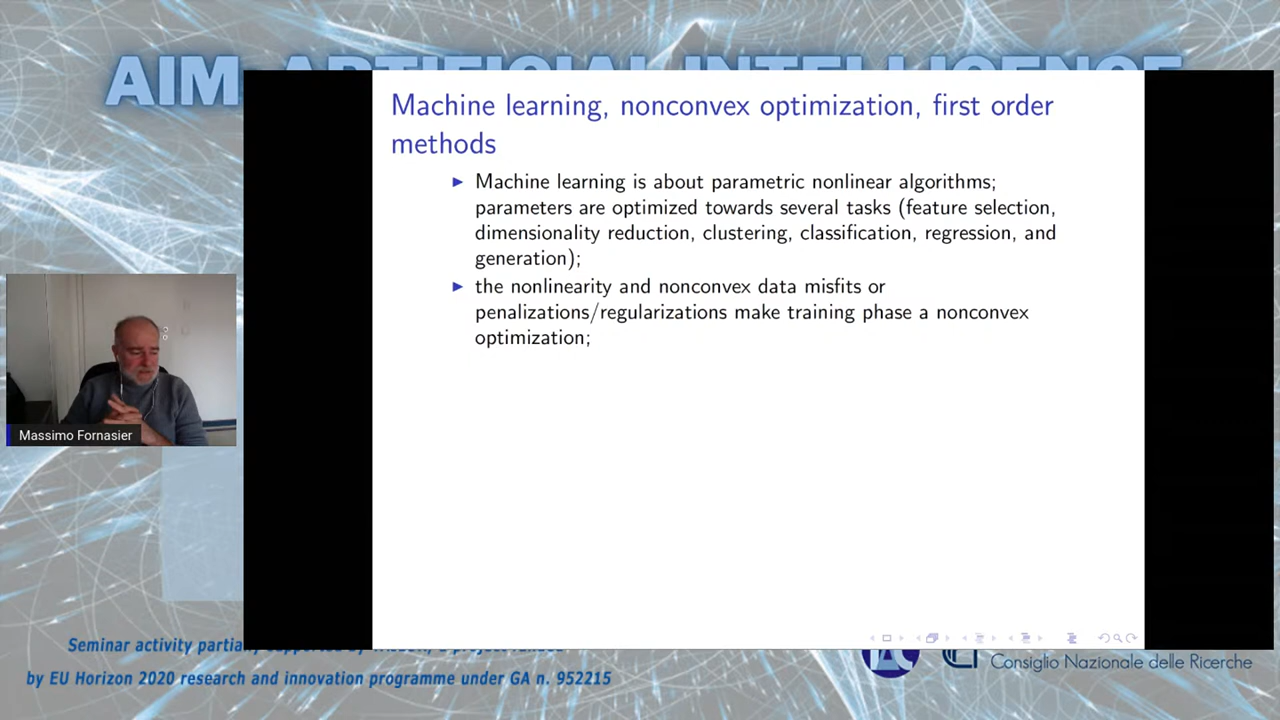 AIM ARTIFICIAL INTELLIGENCE
Machine learning, nonconvex optimization, first order
methods
▶ Machine learning is about parametric nonlinear algorithms;
parameters are optimized towards several tasks (feature selection,
dimensionality reduction, clustering, classification, regression, and
generation);
▶ the nonlinearity and nonconvex data misfits or
penalizations/regularizations make training phase a nonconvex
optimization;
Massimo Fornasier
Seminar activity
by EU Horizon 2020 research and innovation programme under GA n. 952215
Consiglio Nazionale delle Ricerche